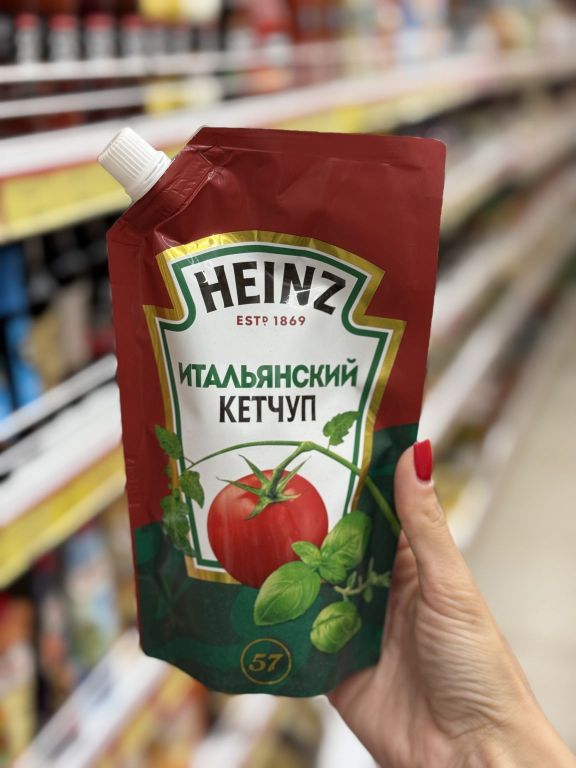 HEINZ
ESTD 1869
ИТАЛЬЯНСКИЙ
КЕТЧУП
57